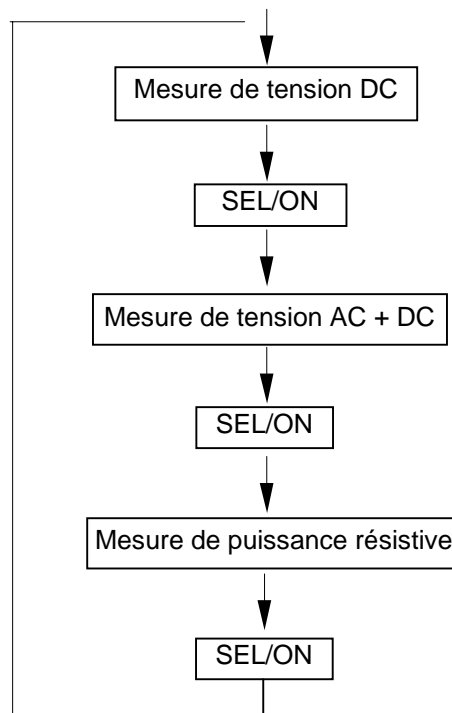 Mesure de tension DC
SEL/ON
Mesure de tension AC + DC
SEL/ON
Mesure de puissance résistive
SEL/ON